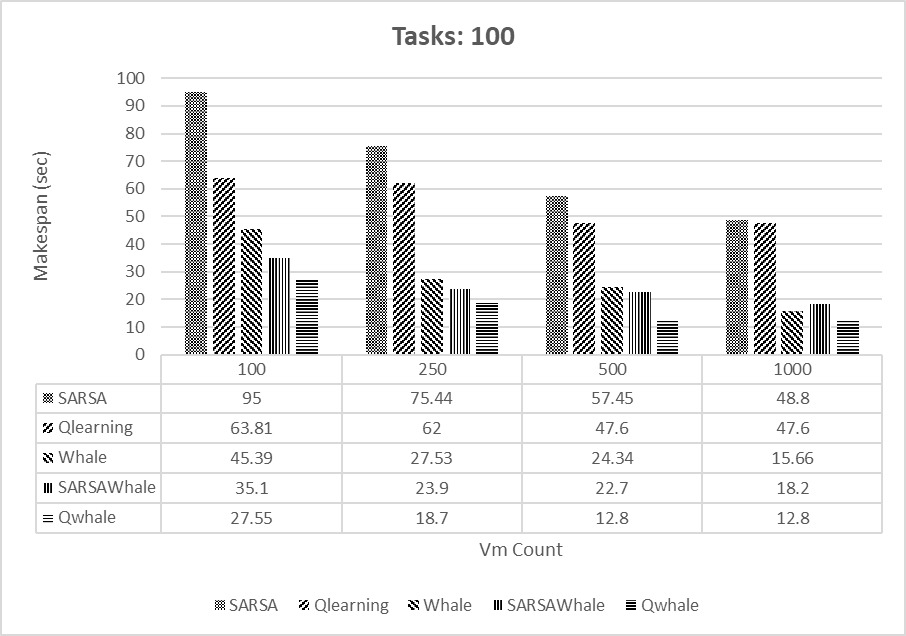 Tasks: 100
Makespan (sec)
100
90
80
70
60
50
40
30
20
10
0
100 250 500 1000
SARSA 95 75.44 57.45 48.8
Qlearning 63.81 62 47.6 47.6
Whale 45.39 27.53 24.34 15.66
SARSAWhale 35.1 23.9 22.7 18.2
Qwhale 27.55 18.7 12.8 12.8
Vm Count
SARSA Qlearning Whale SARSAWhale Qwhale